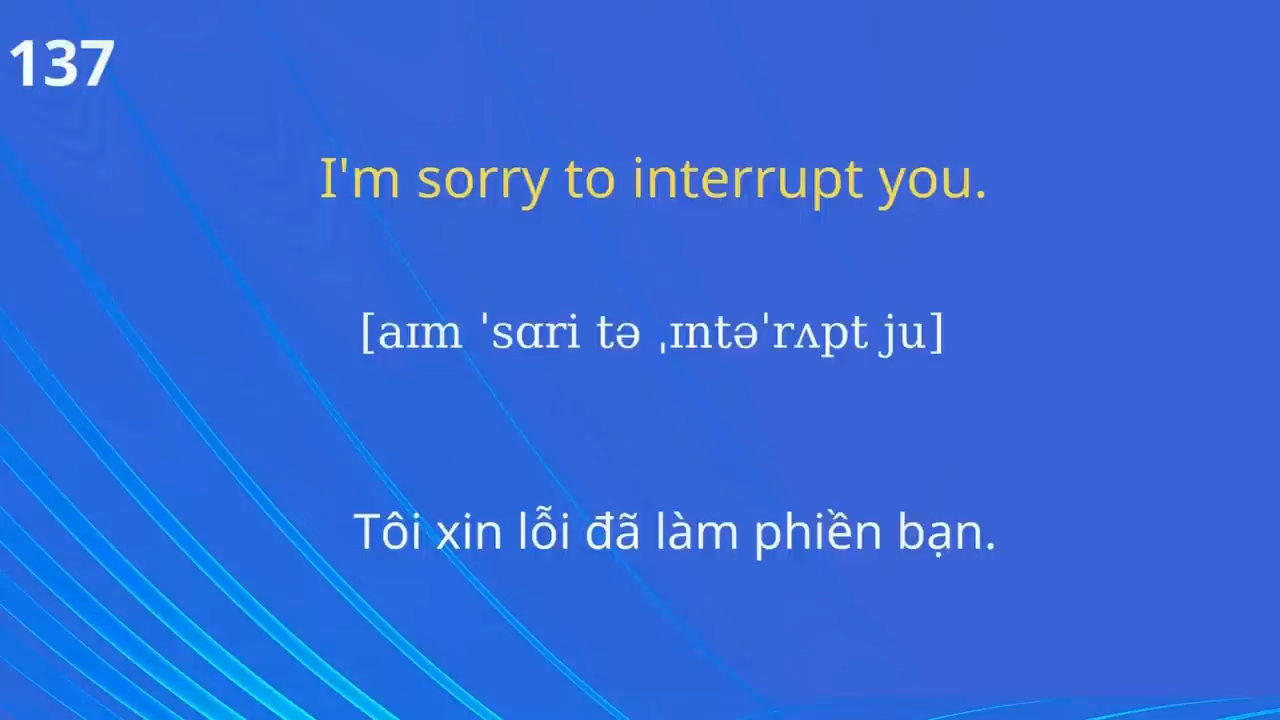 137
I'm sorry to interrupt you.
[aɪm ˈsɑri tə ˌɪntəˈrʌpt ju]
Tôi xin lỗi đã làm phiền bạn.